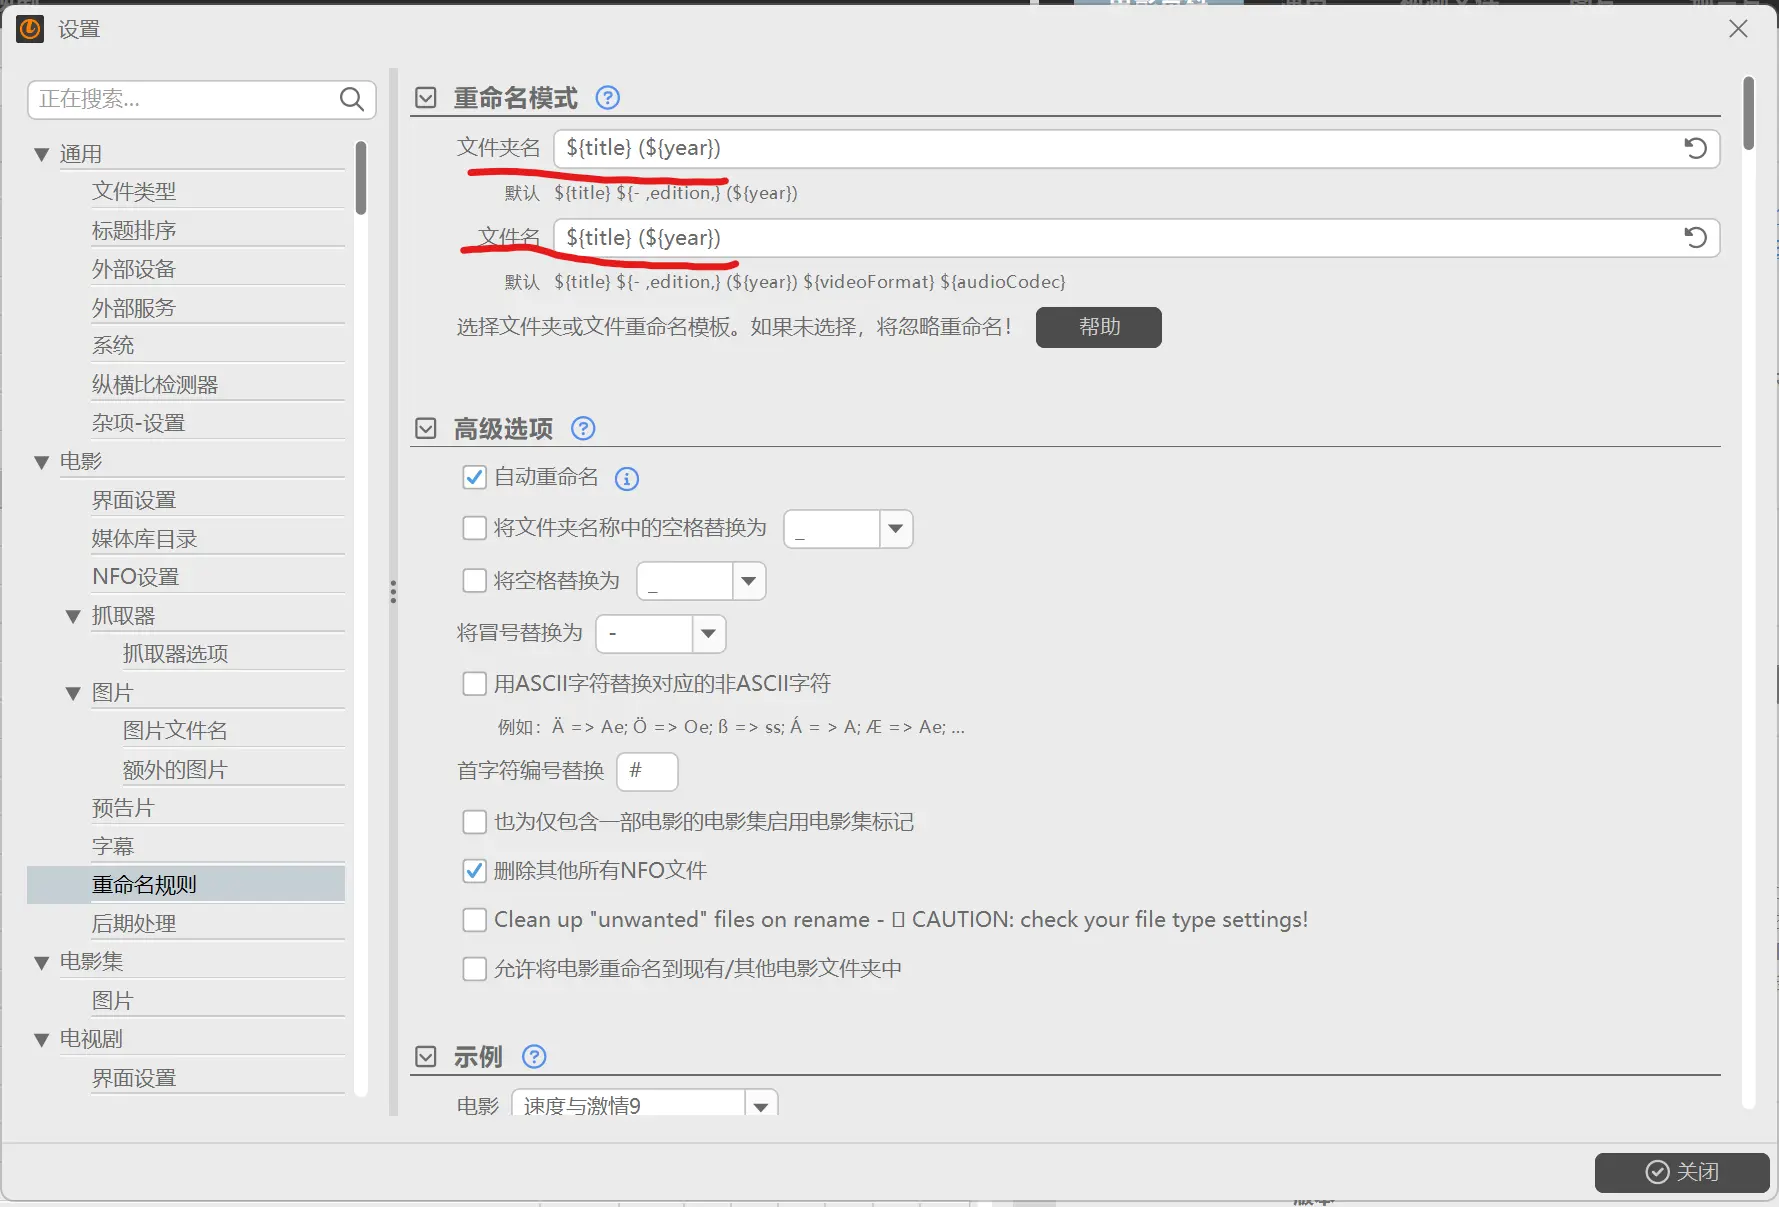 设置
正在搜索...
通用
文件类型
标题排序
外部设备
外部服务
系统
纵横比检测器
杂项-设置
电影
界面设置
媒体库目录
NFO设置
抓取器
抓取器选项
图片
图片文件名
额外的图片
预告片
字幕
重命名规则
后期处理
电影集
图片
电视剧
界面设置
重命名模式
文件夹名 ${title} (${year})
默认 ${title} ${- ,edition,} (${year})
文件名 ${title} (${year})
默认 ${title} ${- ,edition,} (${year}) ${videoFormat} ${audioCodec}
选择文件夹或文件重命名模板。如果未选择，将忽略重命名！ 帮助
高级选项
自动重命名
将文件夹名称中的空格替换为 _
将空格替换为 _
将冒号替换为 -
用ASCII字符替换对应的非ASCII字符
例如：Ä => Ae; Ö => Oe; ß => ss; Á = > A; Æ => Ae; ...
首字符编号替换 #
也为仅包含一部电影的电影集启用电影集标记
删除其他所有NFO文件
Clean up "unwanted" files on rename - CAUTION: check your file type settings!
允许将电影重命名到现有/其他电影文件夹中
示例
电影 速度与激情9
关闭